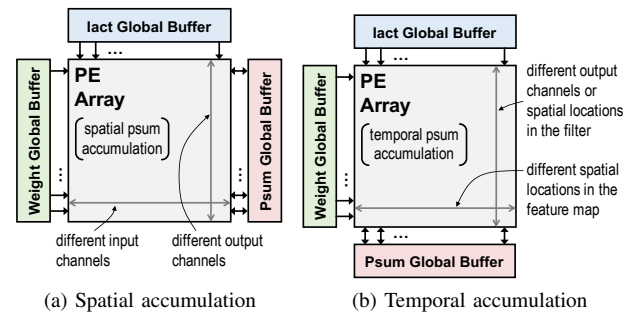 Iact Global Buffer
...
PE
Array
spatial psum
accumulation
Weight Global Buffer
...
Psum Global Buffer
...
different input
channels
different output
channels
(a) Spatial accumulation
Iact Global Buffer
...
PE
Array
temporal psum
accumulation
Weight Global Buffer
...
different output
channels or
spatial locations
in the filter
different spatial
locations in the
feature map
...
Psum Global Buffer
(b) Temporal accumulation